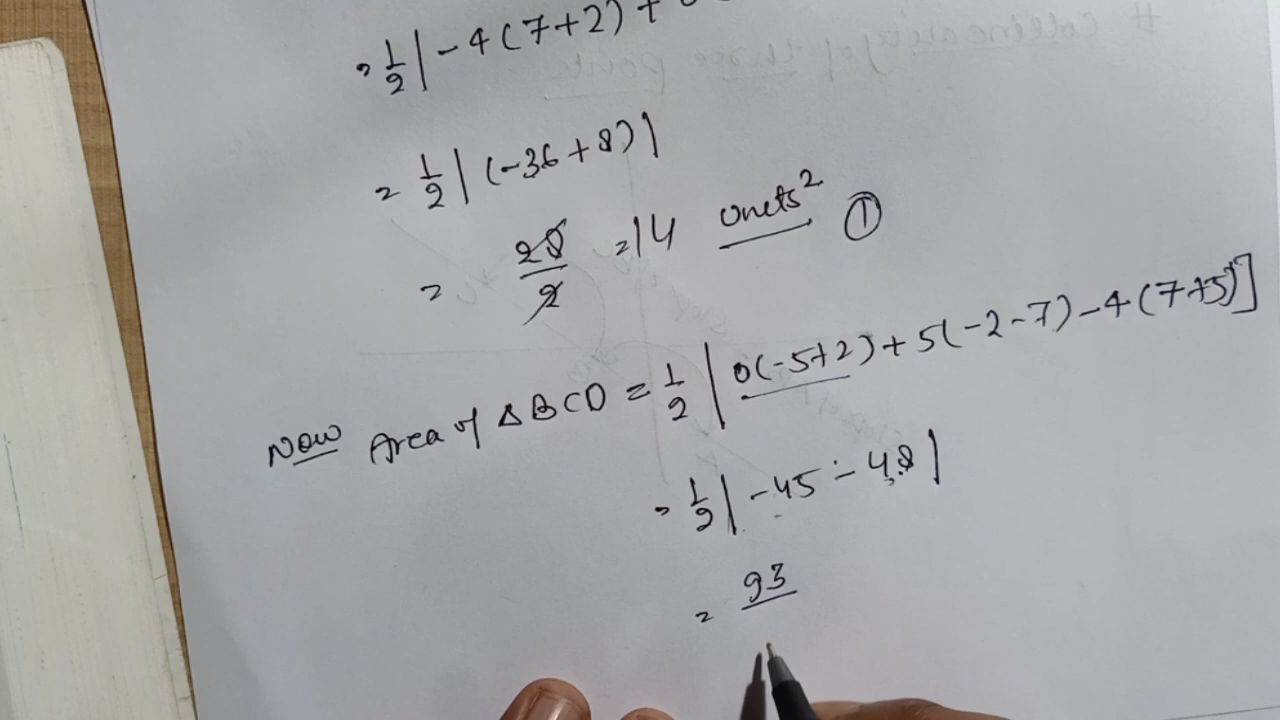 = 1/2 | -4(7+2) +
= 1/2 | (-36+8) |
= 28/2 = 14 units² ①
Now Area of ΔBCD = 1/2 | 0(-5+2) + 5(-2-7) - 4(7+5)]
= 1/2 | -45 - 48 |
= 93